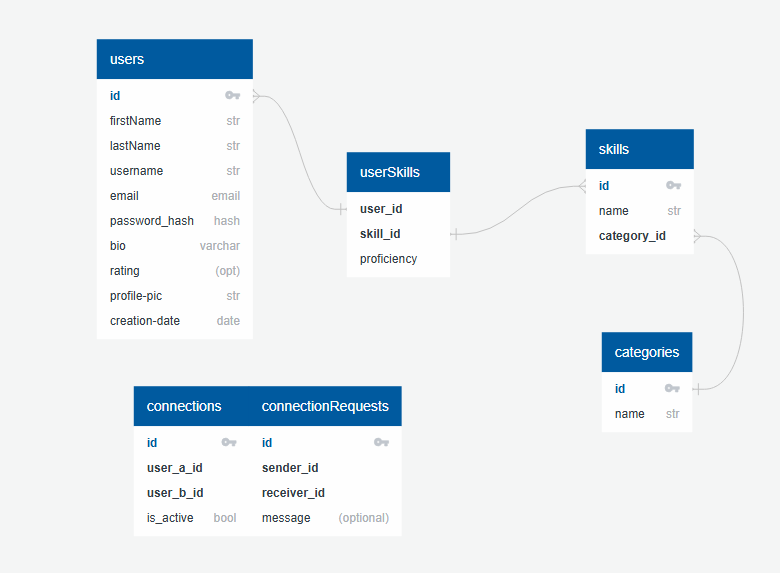 users
id
firstName str
lastName str
username str
email email
password_hash hash
bio varchar
rating (opt)
profile-pic str
creation-date date
userSkills
user_id
skill_id
proficiency
skills
id
name str
category_id
categories
id
name str
connections
id
user_a_id
user_b_id
is_active bool
connectionRequests
id
sender_id
receiver_id
message (optional)